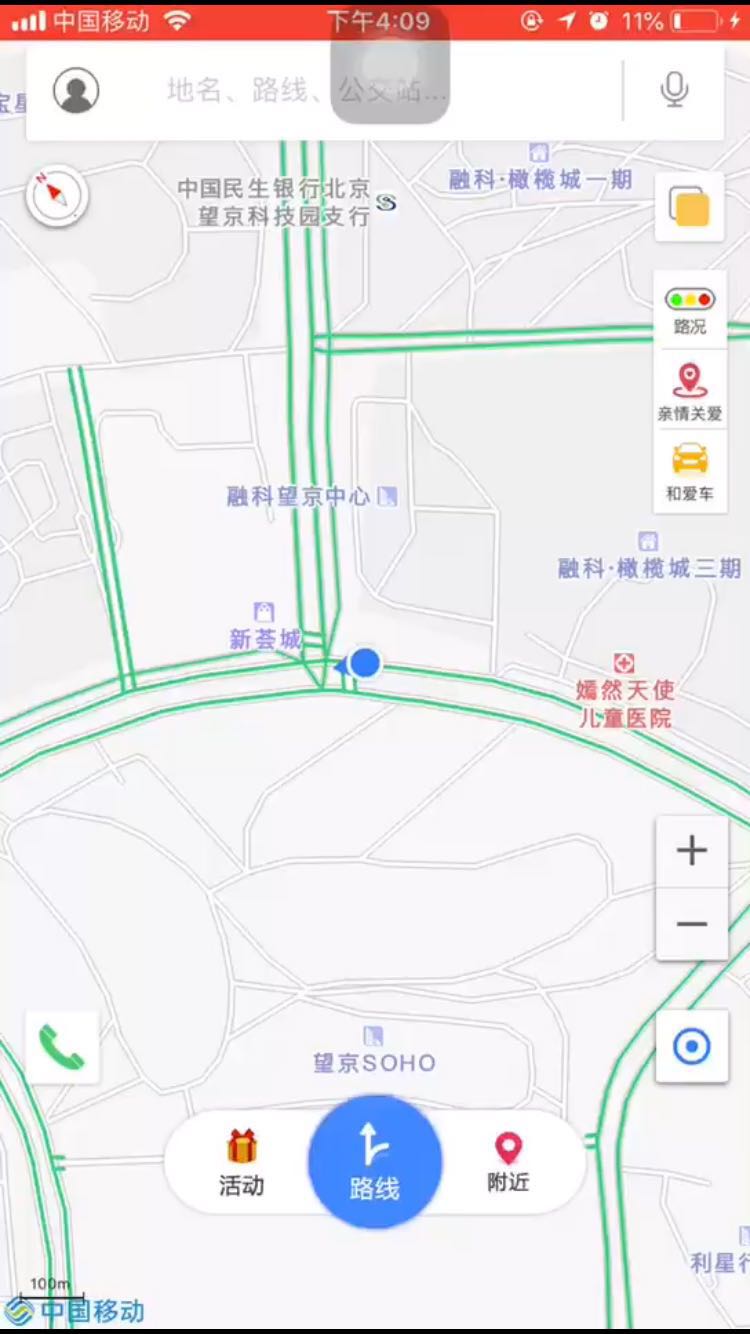 中国移动
下午4:09
11%
地名、路线、公交站...
N
中国民生银行北京
望京科技园支行
融科·橄榄城一期
路况
亲情关爱
和爱车
融科望京中心
融科·橄榄城三期
新荟城
嫣然天使
儿童医院
望京SOHO
活动
路线
附近
利星行
100m
中国移动